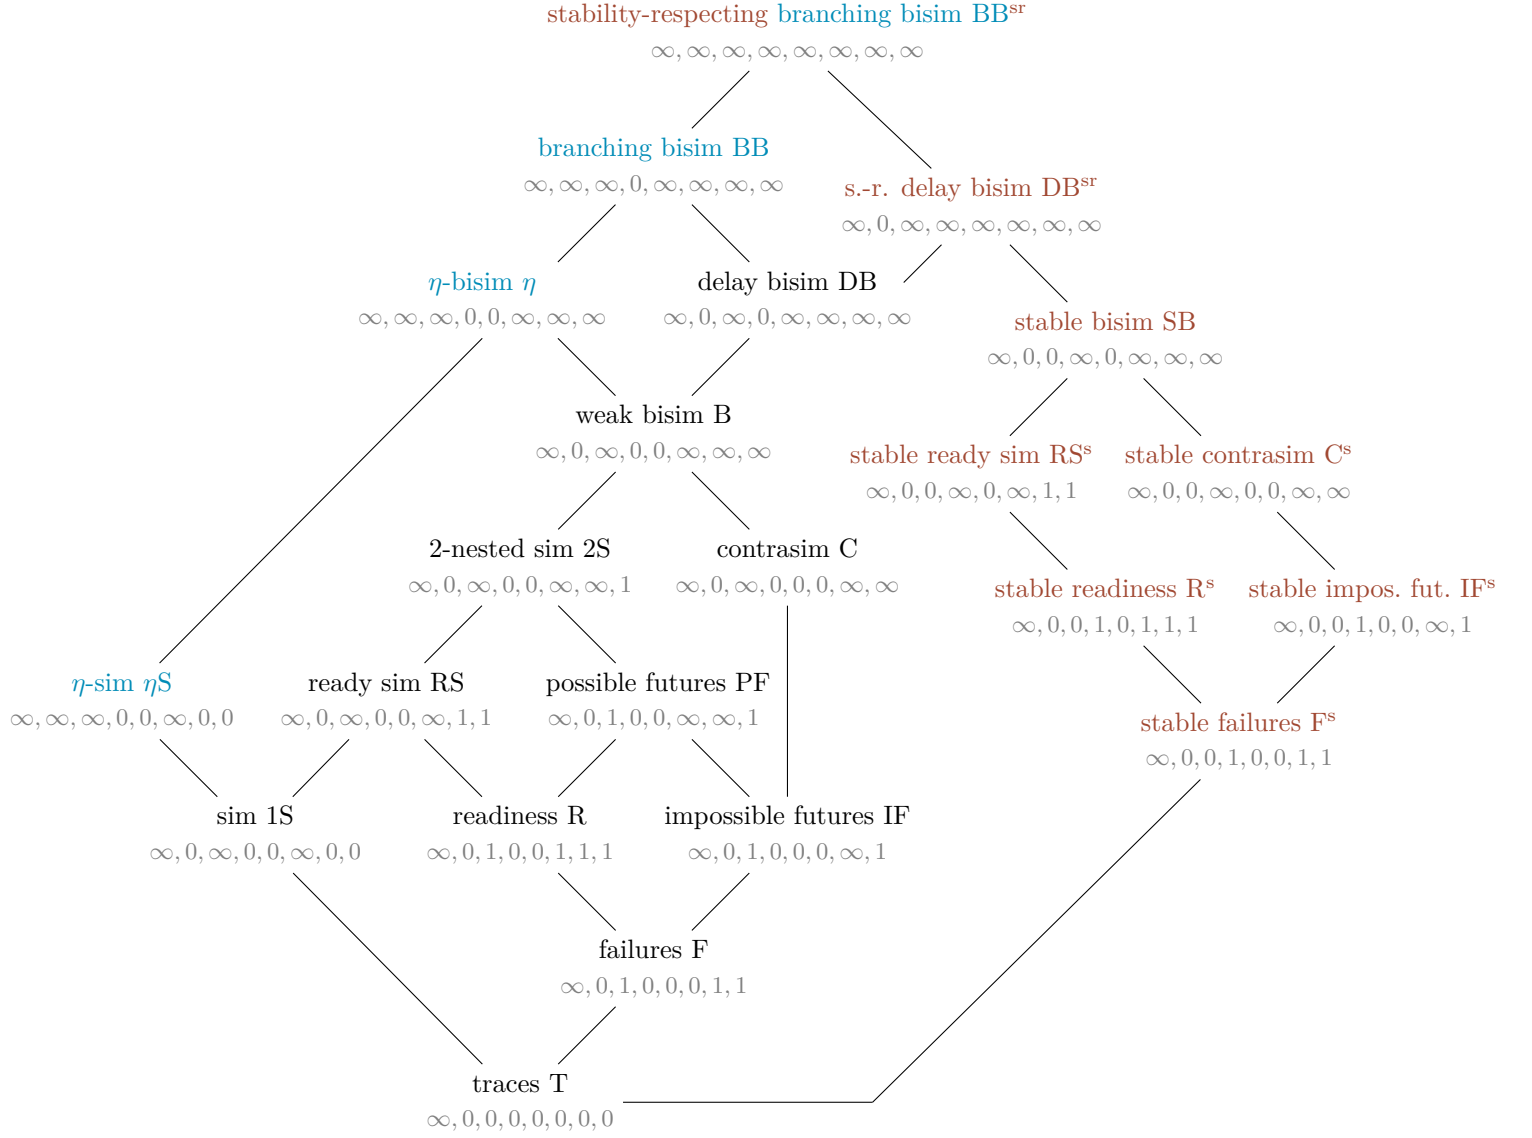 stability-respecting branching bisim BBˢʳ
∞, ∞, ∞, ∞, ∞, ∞, ∞, ∞
branching bisim BB
∞, ∞, ∞, 0, ∞, ∞, ∞, ∞
s.-r. delay bisim DBˢʳ
∞, 0, ∞, ∞, ∞, ∞, ∞, ∞
η-bisim η
∞, ∞, ∞, 0, 0, ∞, ∞, ∞
delay bisim DB
∞, 0, ∞, 0, ∞, ∞, ∞, ∞
stable bisim SB
∞, 0, 0, ∞, 0, ∞, ∞, ∞
weak bisim B
∞, 0, ∞, 0, 0, ∞, ∞, ∞
stable ready sim RSˢ
∞, 0, 0, ∞, 0, ∞, 1, 1
stable contrasim Cˢ
∞, 0, 0, ∞, 0, 0, ∞, ∞
2-nested sim 2S
∞, 0, ∞, 0, 0, ∞, ∞, 1
contrasim C
∞, 0, ∞, 0, 0, 0, ∞, ∞
stable readiness Rˢ
∞, 0, 0, 1, 0, 1, 1, 1
stable impos. fut. IFˢ
∞, 0, 0, 1, 0, 0, ∞, 1
η-sim ηS
∞, ∞, ∞, 0, 0, ∞, 0, 0
ready sim RS
∞, 0, ∞, 0, 0, ∞, 1, 1
possible futures PF
∞, 0, 1, 0, 0, ∞, ∞, 1
stable failures Fˢ
∞, 0, 0, 1, 0, 0, 1, 1
sim 1S
∞, 0, ∞, 0, 0, ∞, 0, 0
readiness R
∞, 0, 1, 0, 0, 1, 1, 1
impossible futures IF
∞, 0, 1, 0, 0, 0, ∞, 1
failures F
∞, 0, 1, 0, 0, 0, 1, 1
traces T
∞, 0, 0, 0, 0, 0, 0, 0